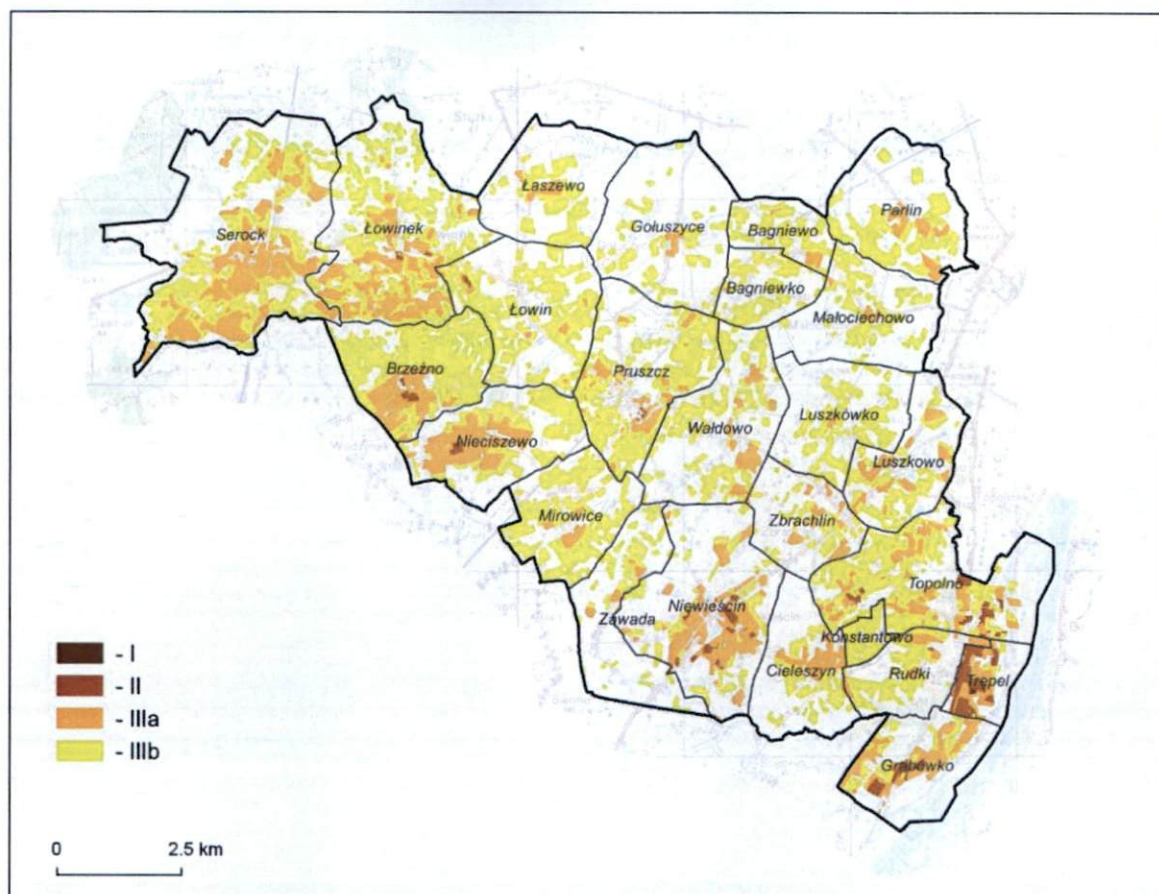 Łaszewo
Parlin
Serock
Łowinek
Gołuszyce
Bagniewo
Bagniewko
Łowin
Małociechowo
Brzeźno
Pruszcz
Luszkówko
Wałdowo
Nieciszewo
Luszkowo
Mirowice
Zbrachlin
Topolno
Niewieścin
Zawada
Konstantowo
Cieleszyn
Rudki
Trępel
Grabówko
- I
- II
- IIIa
- IIIb
0 2.5 km